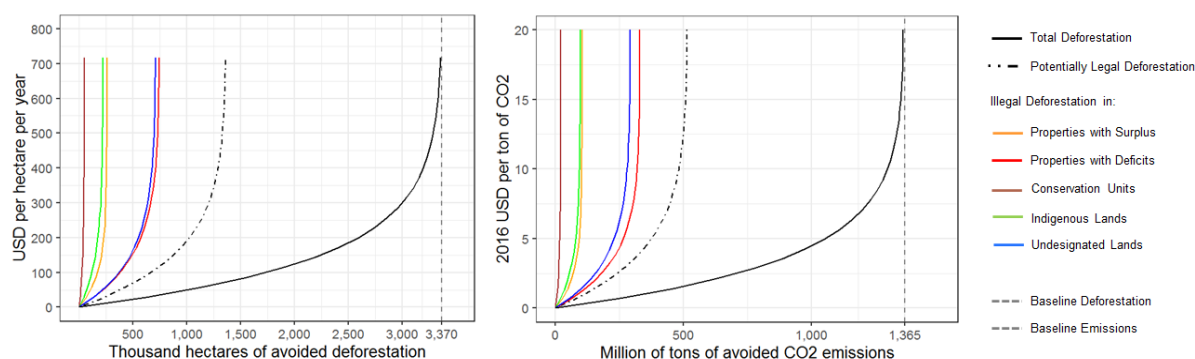 800
700
600
500
400
300
200
100
0
USD per hectare per year
500
1,000
1,500
2,000
2,500
3,000
3,370
Thousand hectares of avoided deforestation
20
15
10
5
0
2016 USD per ton of CO2
0
500
1,000
1,365
Million of tons of avoided CO2 emissions
Total Deforestation
Potentially Legal Deforestation
Illegal Deforestation in:
Properties with Surplus
Properties with Deficits
Conservation Units
Indigenous Lands
Undesignated Lands
Baseline Deforestation
Baseline Emissions